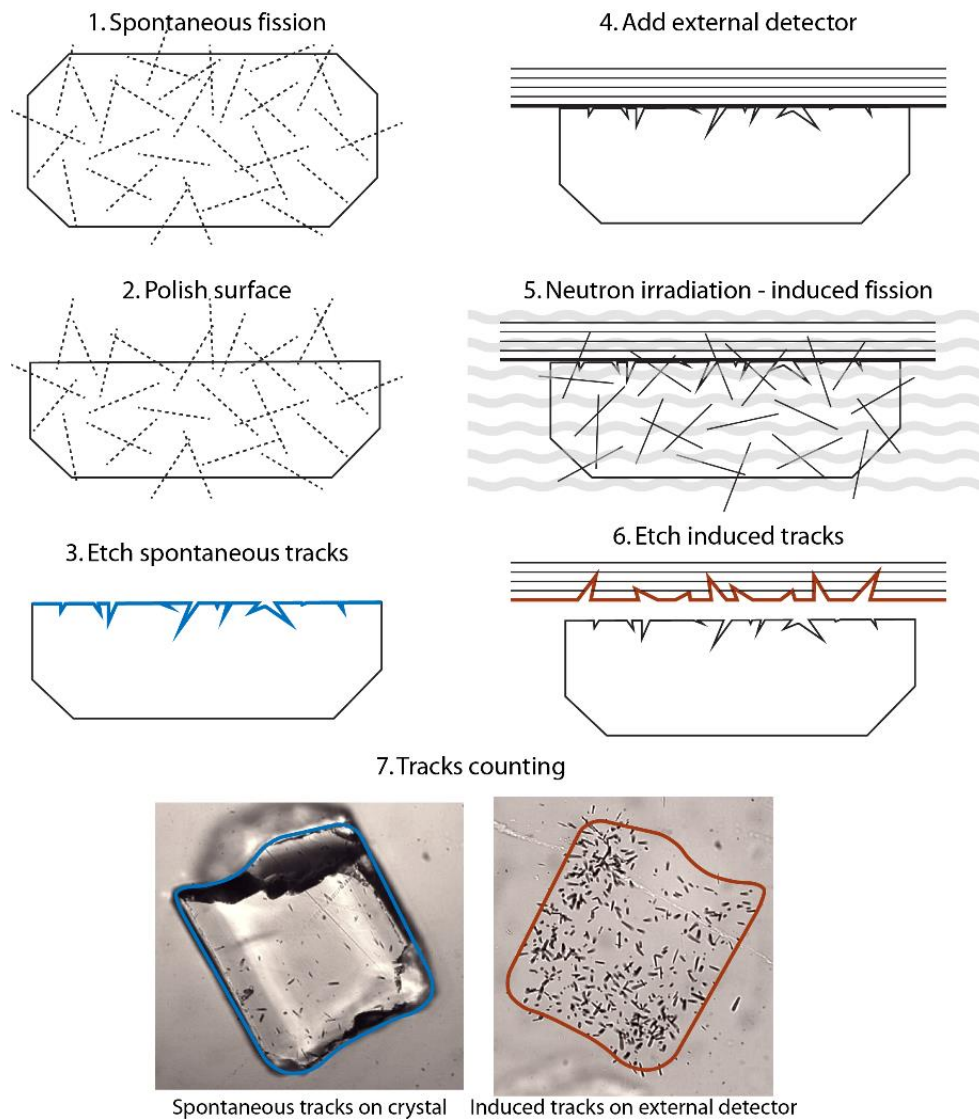 1. Spontaneous fission
2. Polish surface
3. Etch spontaneous tracks
4. Add external detector
5. Neutron irradiation - induced fission
6. Etch induced tracks
7. Tracks counting
Spontaneous tracks on crystal
Induced tracks on external detector